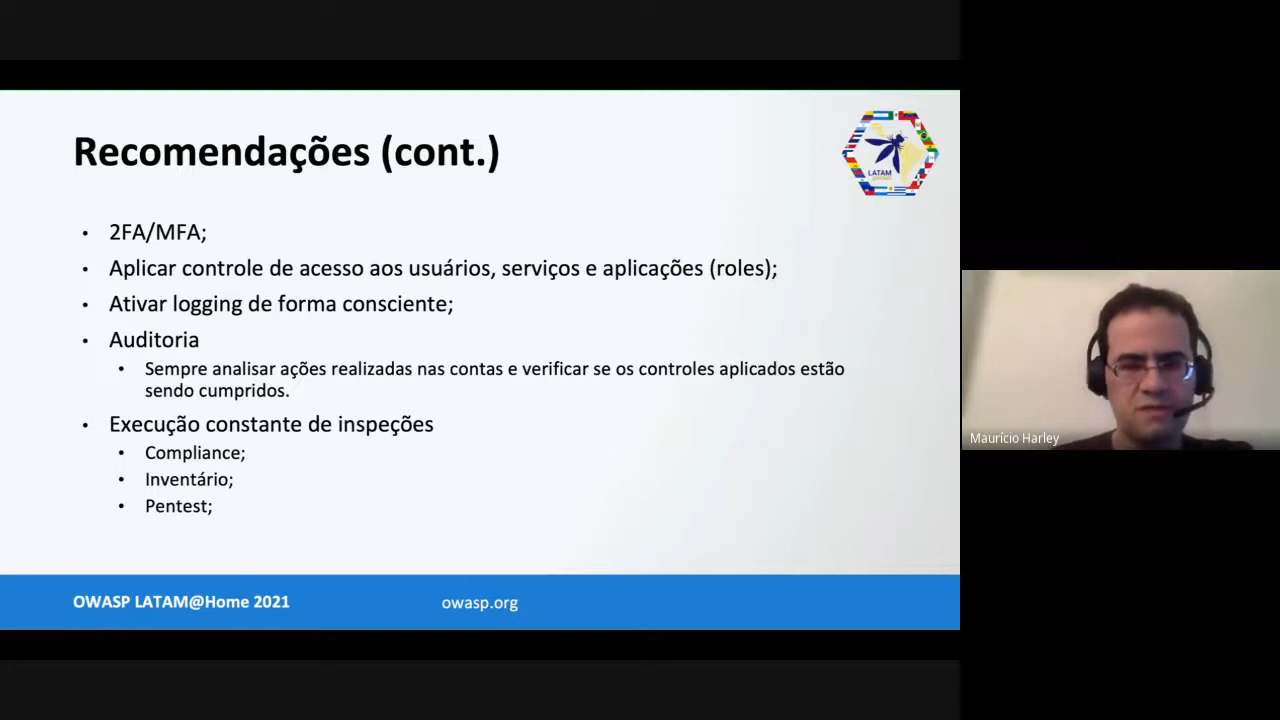 Recomendações (cont.)
LATAM
• 2FA/MFA;
• Aplicar controle de acesso aos usuários, serviços e aplicações (roles);
• Ativar logging de forma consciente;
• Auditoria
• Sempre analisar ações realizadas nas contas e verificar se os controles aplicados estão
sendo cumpridos.
• Execução constante de inspeções
• Compliance;
• Inventário;
• Pentest;
Maurício Harley
OWASP LATAM@Home 2021
owasp.org